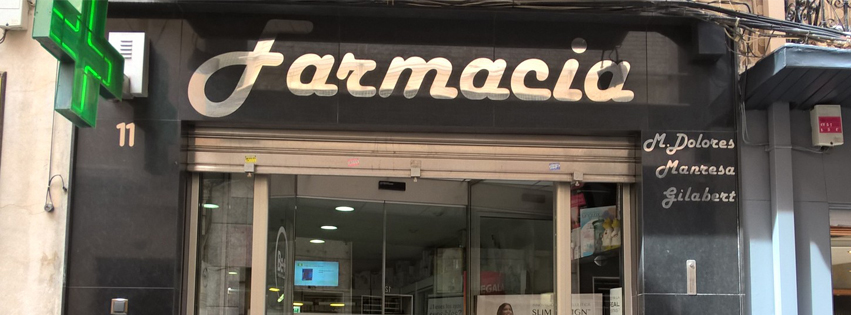 Farmacia
11
M. Dolores
Manresa
Gilabert